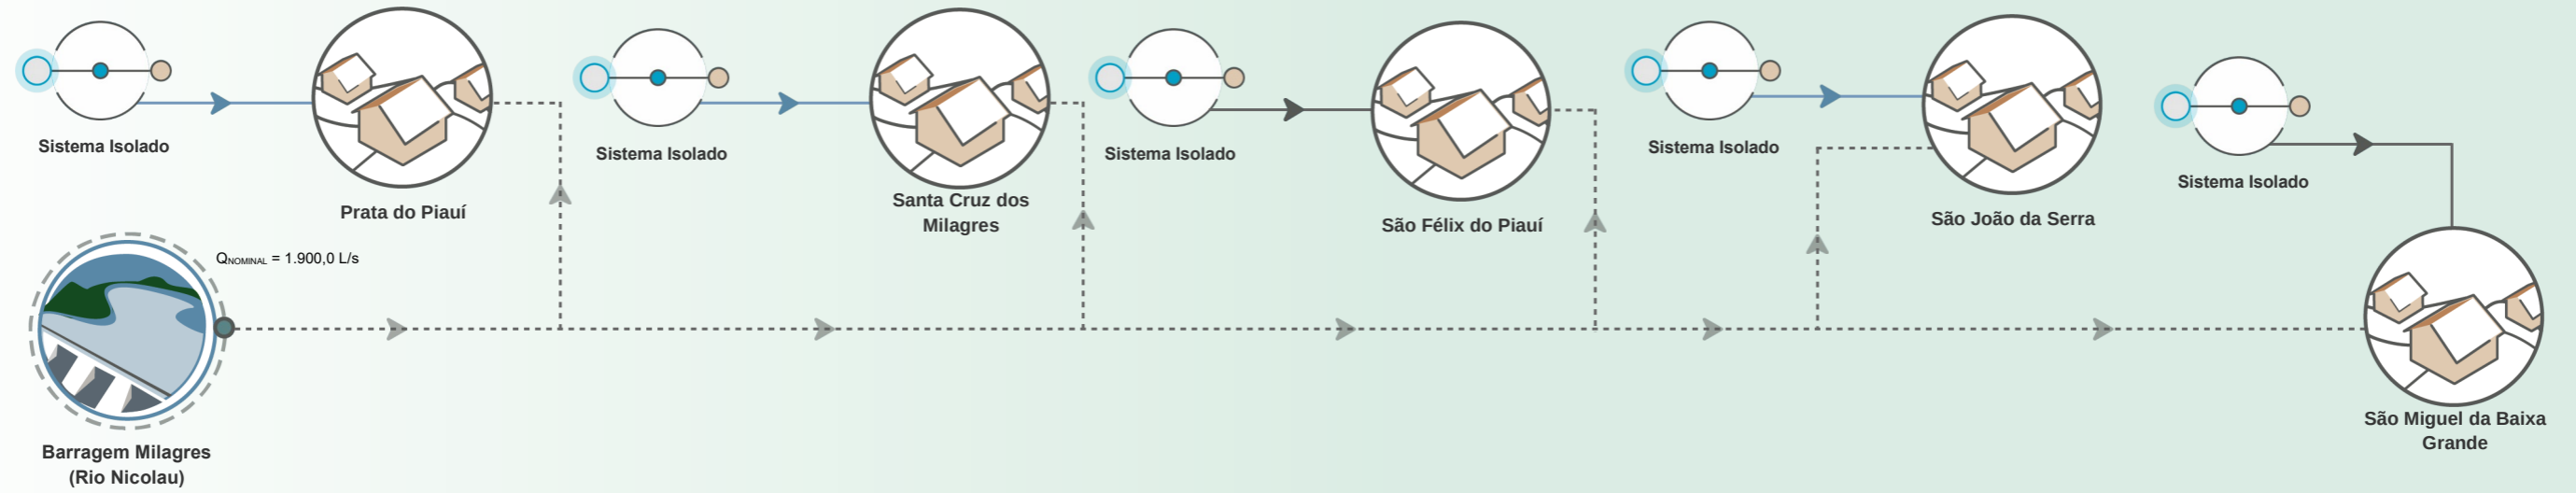 Sistema Isolado
Prata do Piauí
Sistema Isolado
Santa Cruz dos
Milagres
Sistema Isolado
São Félix do Piauí
Sistema Isolado
São João da Serra
Sistema Isolado
QNOMINAL = 1.900,0 L/s
Barragem Milagres
(Rio Nicolau)
São Miguel da Baixa
Grande